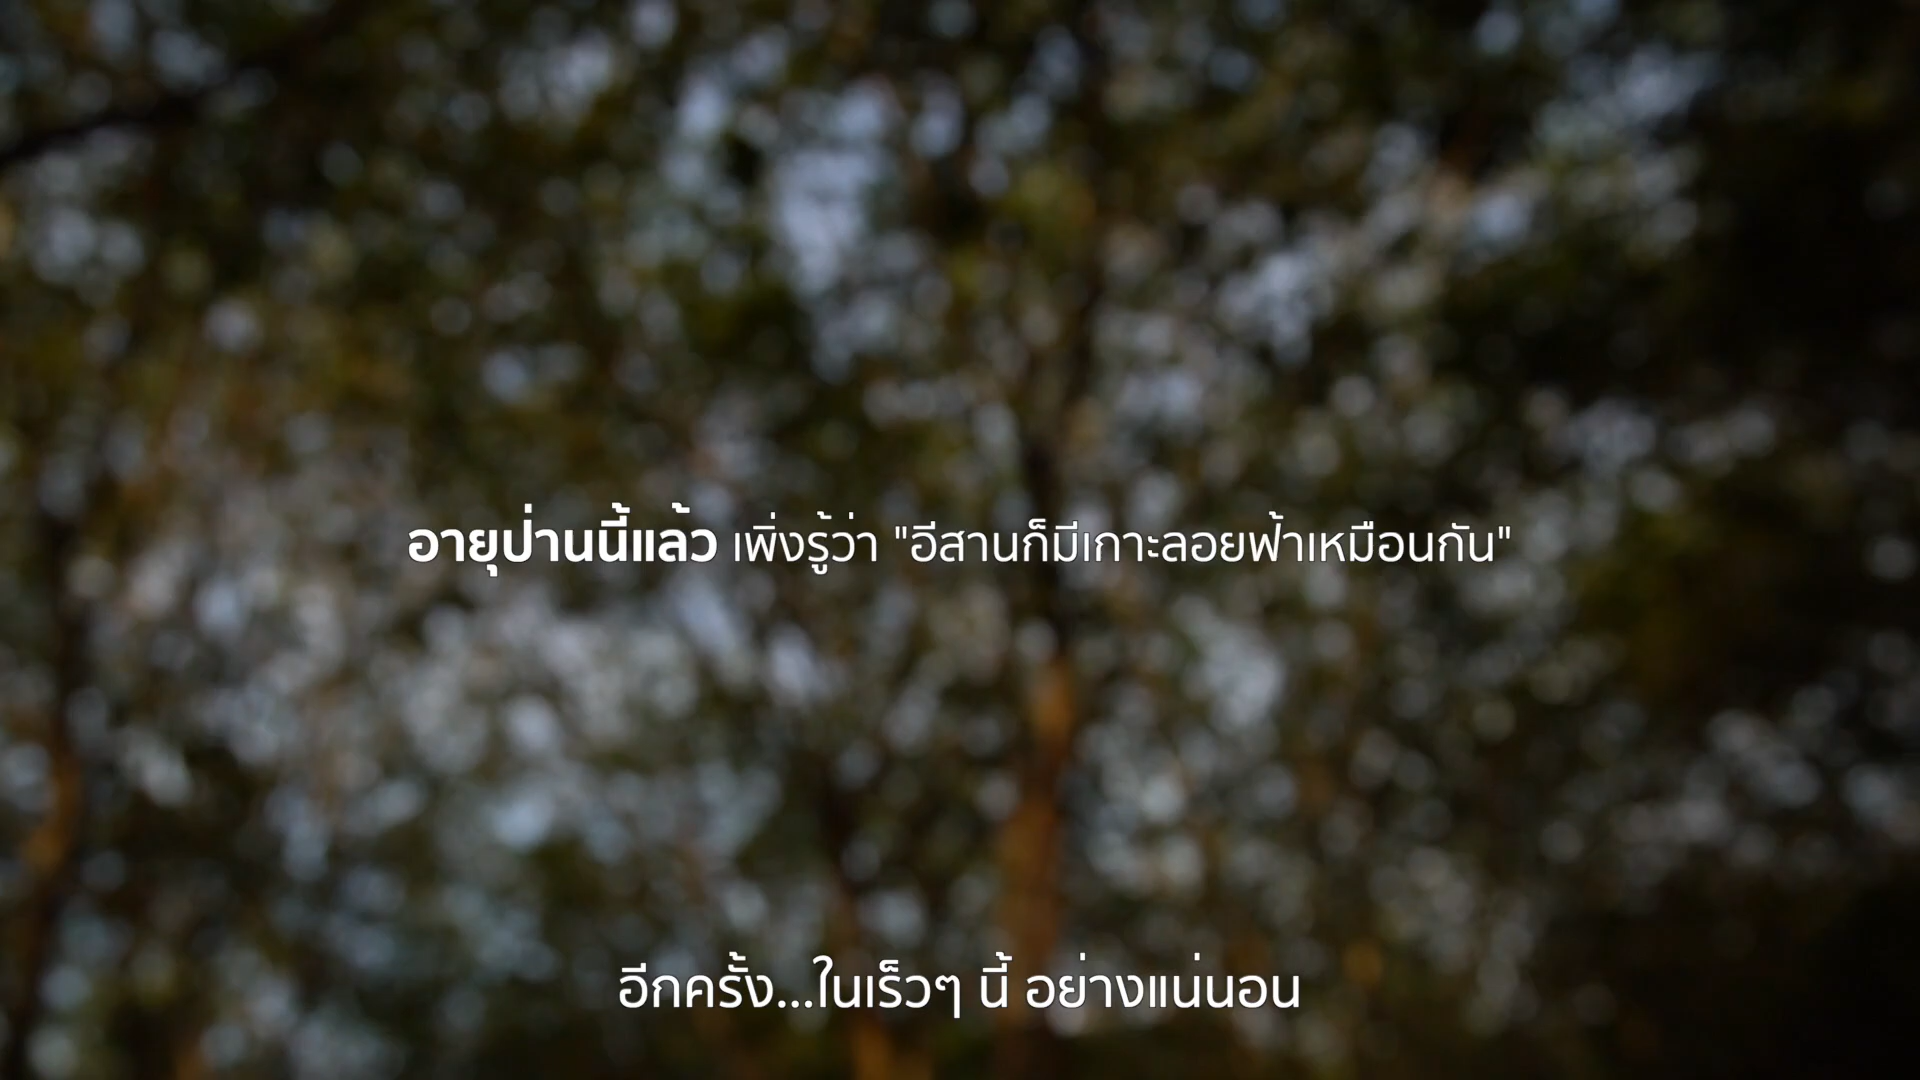 อายุป่านนี้แล้ว เพิ่งรู้ว่า "อีสานก็มีเกาะลอยฟ้าเหมือนกัน"
อีกครั้ง...ในเร็วๆ นี้ อย่างแน่นอน